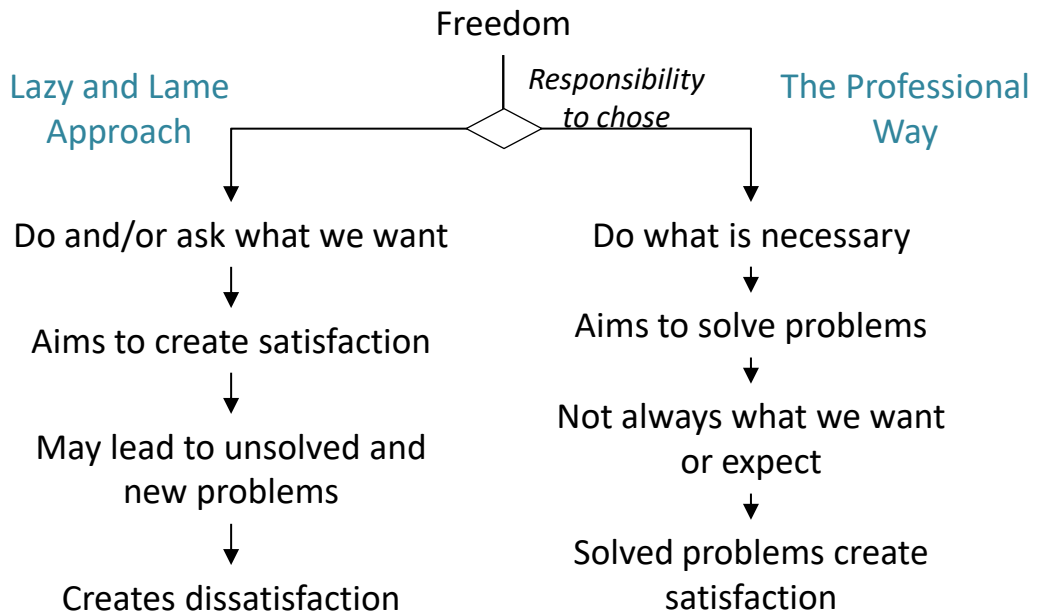 Freedom
Lazy and Lame
Approach
Responsibility
to chose
The Professional
Way
Do and/or ask what we want
Aims to create satisfaction
May lead to unsolved and
new problems
Creates dissatisfaction
Do what is necessary
Aims to solve problems
Not always what we want
or expect
Solved problems create
satisfaction